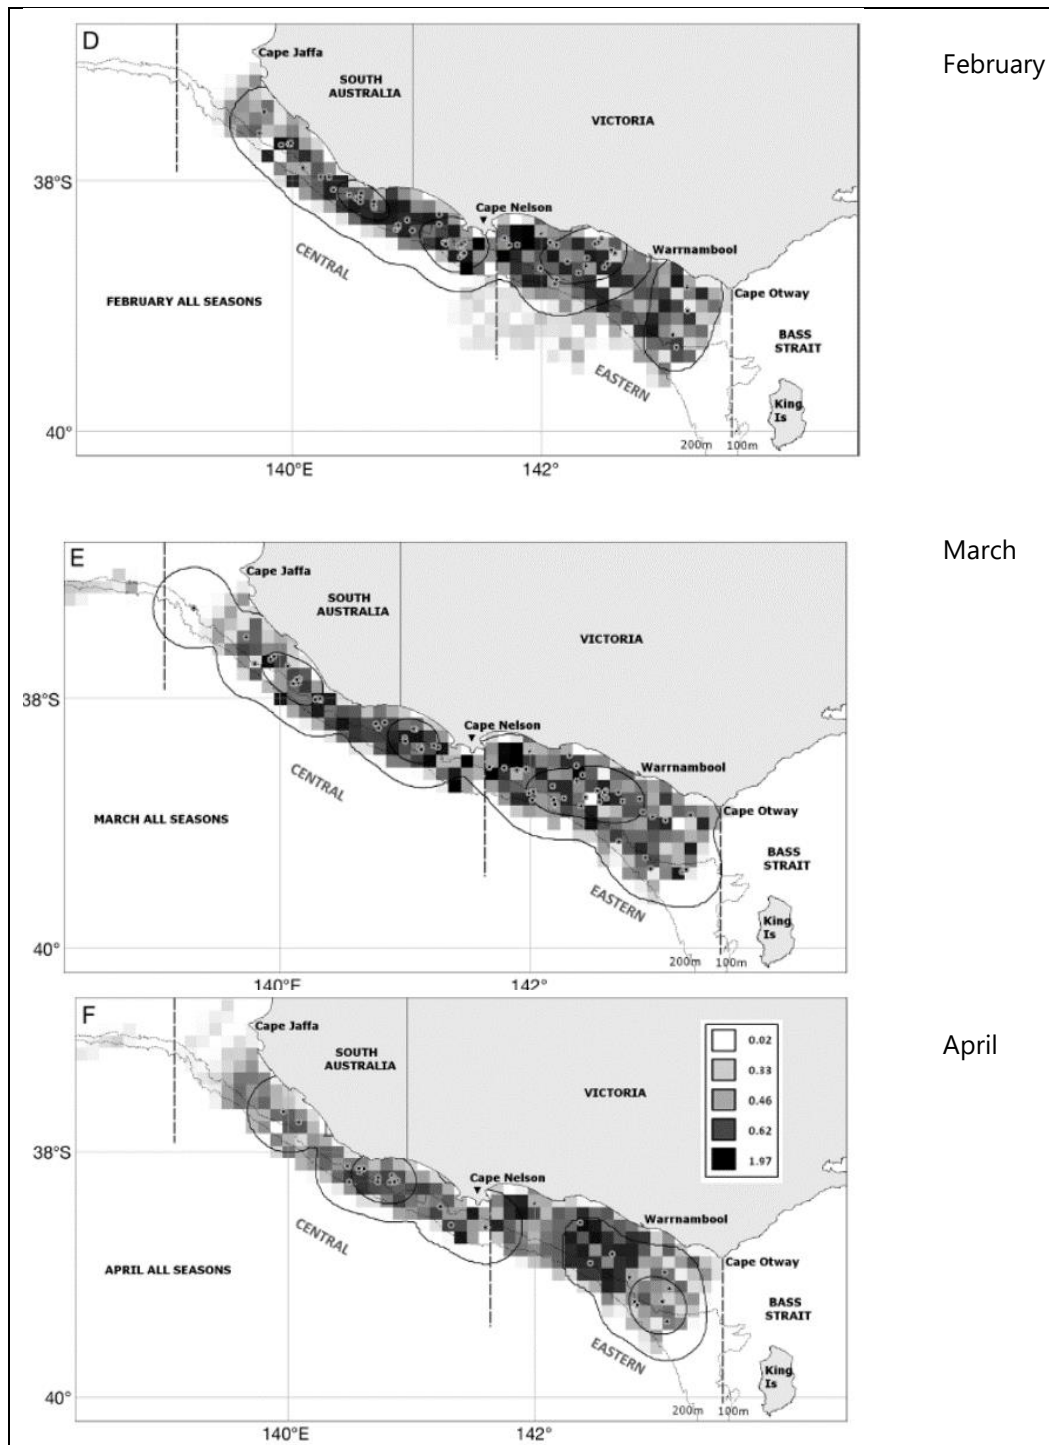 D
February
Cape Jaffa
SOUTH
AUSTRALIA
VICTORIA
38°S
Cape Nelson
Warrnambool
CENTRAL
Cape Otway
FEBRUARY ALL SEASONS
BASS
STRAIT
EASTERN
King
Is
40°
200m 100m
140°E
142°
E
March
Cape Jaffa
SOUTH
AUSTRALIA
VICTORIA
38°S
Cape Nelson
Warrnambool
CENTRAL
Cape Otway
MARCH ALL SEASONS
BASS
STRAIT
EASTERN
King
Is
40°
200m 100m
140°E
142°
F
April
Cape Jaffa
0.02
SOUTH
AUSTRALIA
0.33
VICTORIA
0.46
0.62
38°S
1.97
Cape Nelson
Warrnambool
CENTRAL
Cape Otway
APRIL ALL SEASONS
BASS
STRAIT
EASTERN
King
Is
40°
200m 100m
140°E
142°